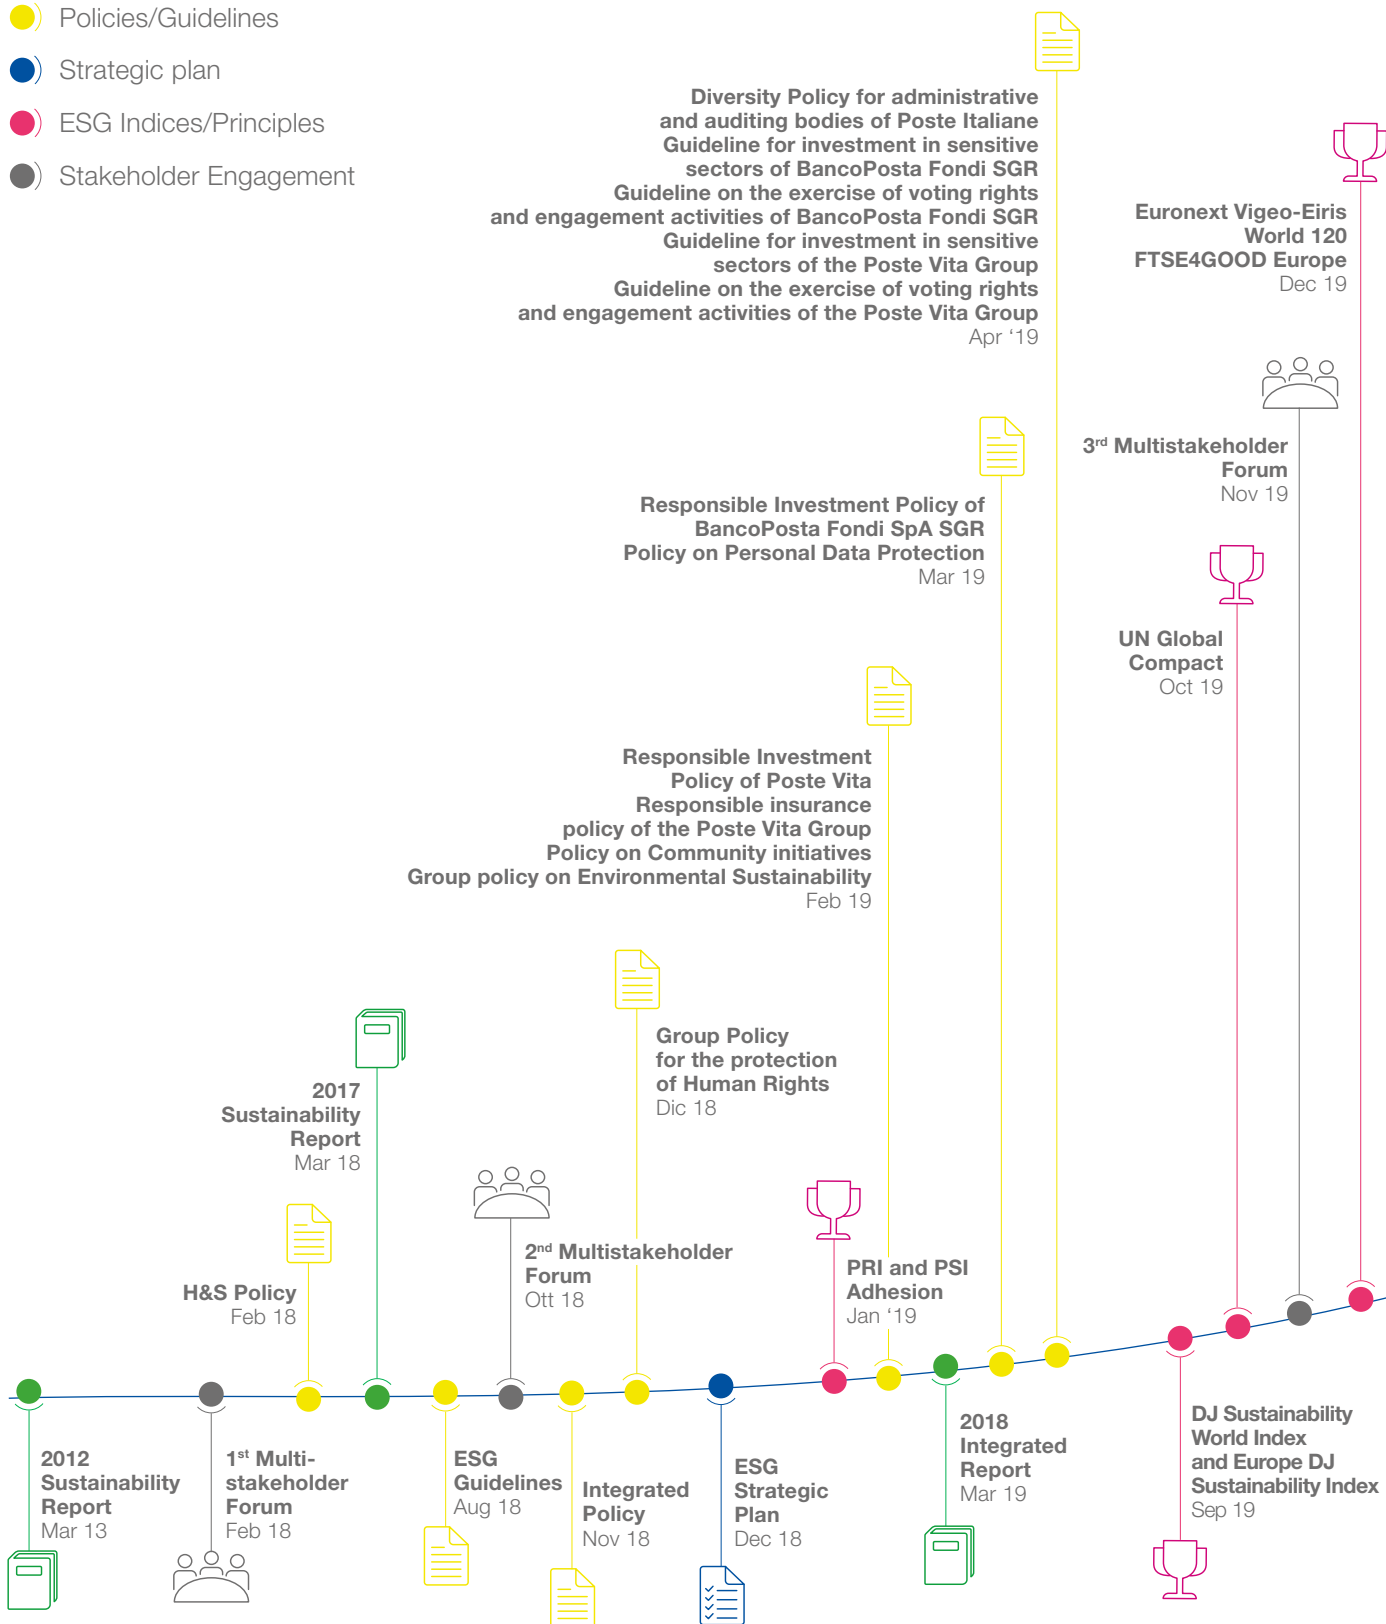 Policies/Guidelines
Strategic plan
ESG Indices/Principles
Stakeholder Engagement
Diversity Policy for administrative
and auditing bodies of Poste Italiane
Guideline for investment in sensitive
sectors of BancoPosta Fondi SGR
Guideline on the exercise of voting rights
and engagement activities of BancoPosta Fondi SGR
Guideline for investment in sensitive
sectors of the Poste Vita Group
Guideline on the exercise of voting rights
and engagement activities of the Poste Vita Group
Apr ‘19
Euronext Vigeo-Eiris
World 120
FTSE4GOOD Europe
Dec 19
3rd Multistakeholder
Forum
Nov 19
Responsible Investment Policy of
BancoPosta Fondi SpA SGR
Policy on Personal Data Protection
Mar 19
UN Global
Compact
Oct 19
Responsible Investment
Policy of Poste Vita
Responsible insurance
policy of the Poste Vita Group
Policy on Community initiatives
Group policy on Environmental Sustainability
Feb 19
Group Policy
for the protection
of Human Rights
Dic 18
2017
Sustainability
Report
Mar 18
2nd Multistakeholder
Forum
Ott 18
PRI and PSI
Adhesion
Jan ‘19
H&S Policy
Feb 18
2012
Sustainability
Report
Mar 13
1st Multi-
stakeholder
Forum
Feb 18
ESG
Guidelines
Aug 18
Integrated
Policy
Nov 18
ESG
Strategic
Plan
Dec 18
2018
Integrated
Report
Mar 19
DJ Sustainability
World Index
and Europe DJ
Sustainability Index
Sep 19